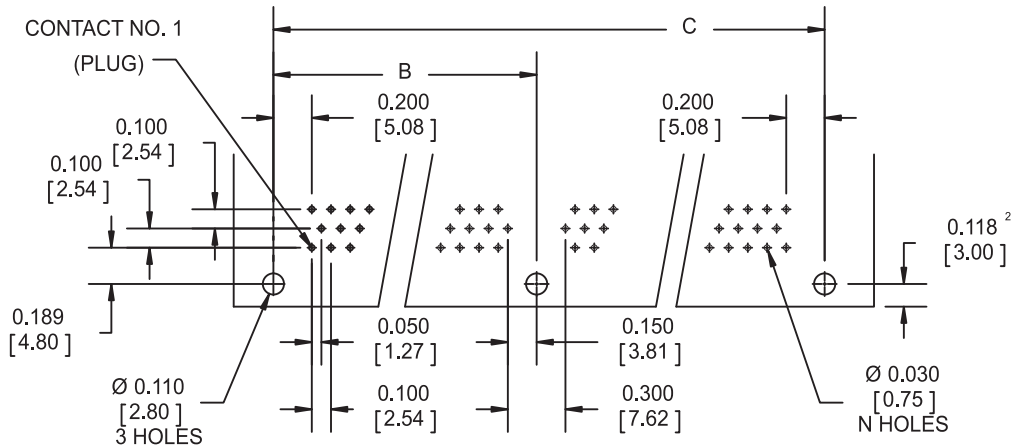 CONTACT NO. 1
(PLUG)
C
B
0.200
[5.08]
0.200
[5.08]
0.100
[2.54]
0.100
[2.54]
0.118 2
[3.00]
0.189
[4.80]
0.050
[1.27]
0.150
[3.81]
Ø 0.110
[2.80]
3 HOLES
0.100
[2.54]
0.300
[7.62]
Ø 0.030
[0.75]
N HOLES